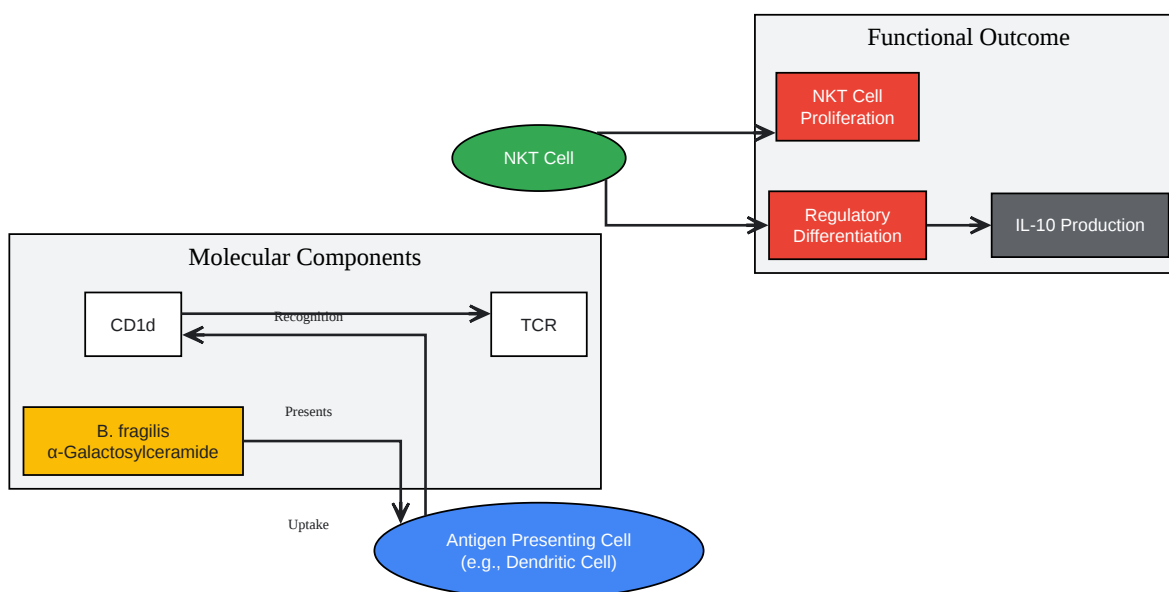 Functional Outcome
NKT Cell
Proliferation
NKT Cell
Regulatory
Differentiation
IL-10 Production
Molecular Components
CD1d
Recognition
TCR
Presents
B. fragilis
α-Galactosylceramide
Uptake
Antigen Presenting Cell
(e.g., Dendritic Cell)